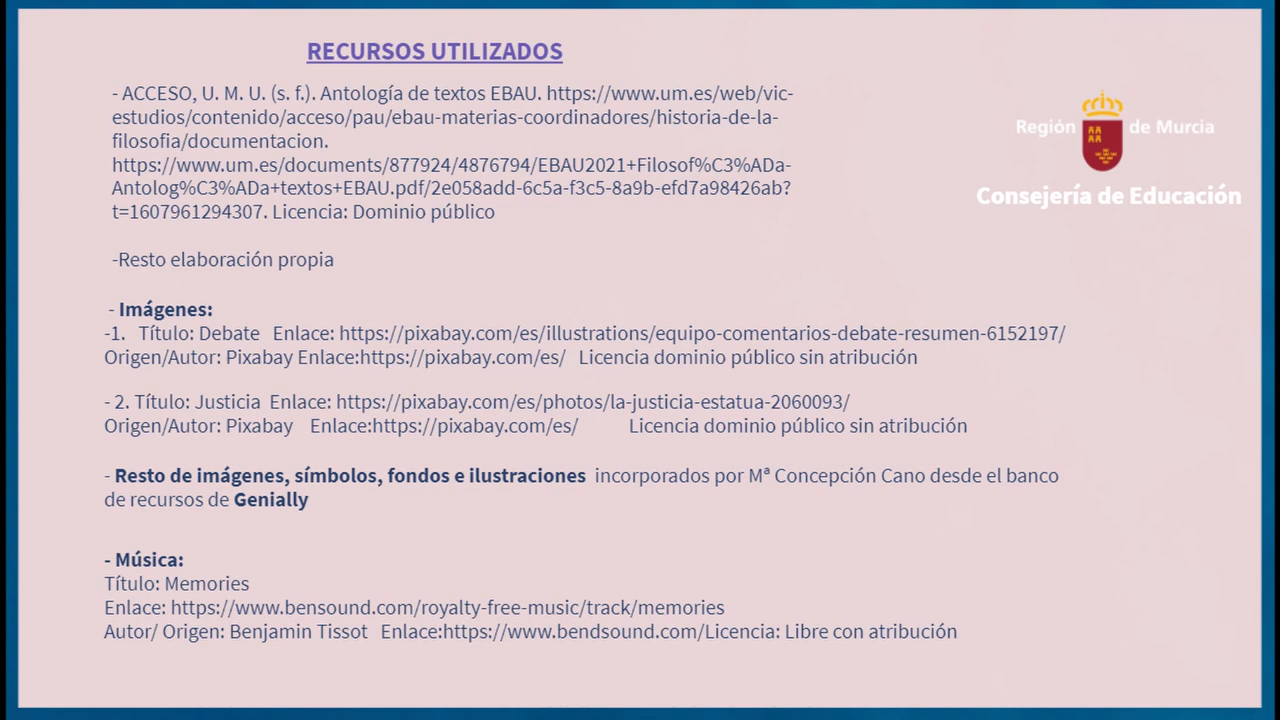 RECURSOS UTILIZADOS
- ACCESO, U. M. U. (s. f.). Antología de textos EBAU. https://www.um.es/web/vic-
estudios/contenido/acceso/pau/ebau-materias-coordinadores/historia-de-la-
filosofia/documentacion.
https://www.um.es/documents/877924/4876794/EBAU2021+Filosof%C3%ADa-
Antolog%C3%ADa+textos+EBAU.pdf/2e058add-6c5a-f3c5-8a9b-efd7a98426ab?
t=1607961294307. Licencia: Dominio público
Región de Murcia
Consejería de Educación
-Resto elaboración propia
- Imágenes:
-1. Título: Debate Enlace: https://pixabay.com/es/illustrations/equipo-comentarios-debate-resumen-6152197/
Origen/Autor: Pixabay Enlace:https://pixabay.com/es/ Licencia dominio público sin atribución
- 2. Título: Justicia Enlace: https://pixabay.com/es/photos/la-justicia-estatua-2060093/
Origen/Autor: Pixabay Enlace:https://pixabay.com/es/ Licencia dominio público sin atribución
- Resto de imágenes, símbolos, fondos e ilustraciones incorporados por Mª Concepción Cano desde el banco
de recursos de Genially
- Música:
Título: Memories
Enlace: https://www.bensound.com/royalty-free-music/track/memories
Autor/ Origen: Benjamin Tissot Enlace:https://www.bendsound.com/Licencia: Libre con atribución